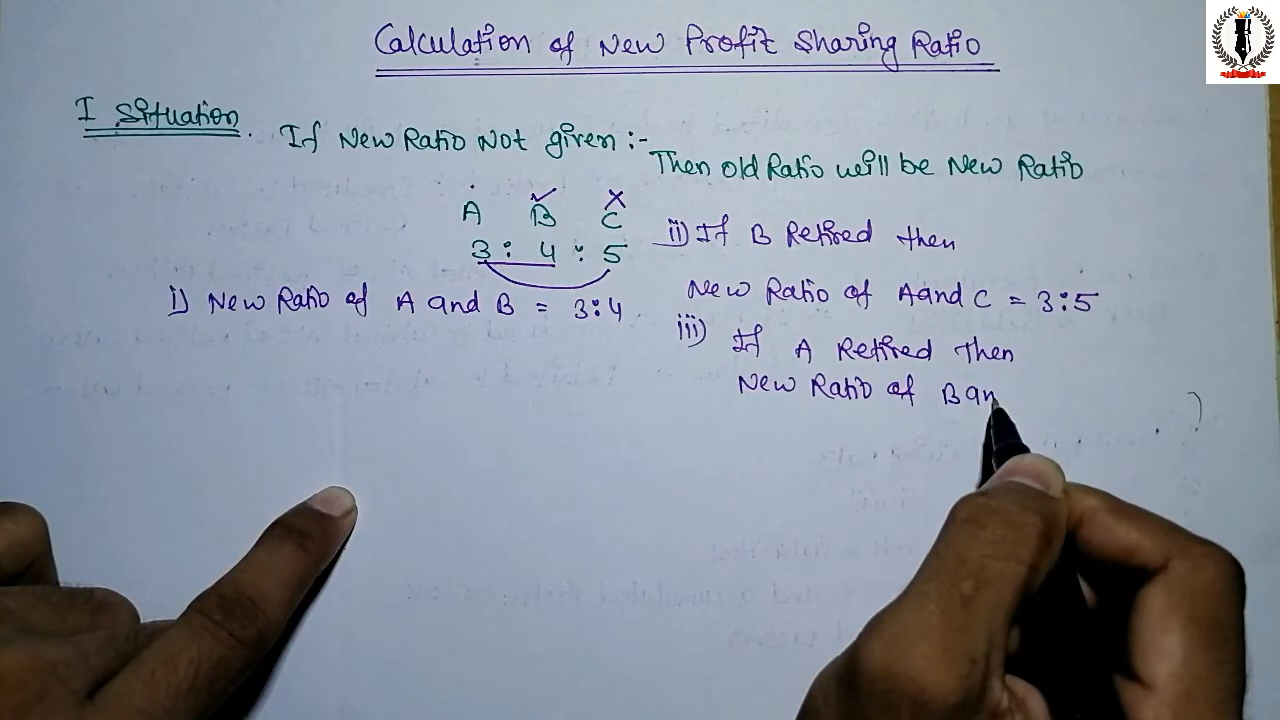 Calculation of New Profit Sharing Ratio
I Situation. If New Ratio Not given :-
Then old Ratio will be New Ratio
A B C
3 : 4 : 5
i) New Ratio of A and B = 3:4
ii) If B Retired then
New Ratio of A and C = 3:5
iii) If A Retired Then
New Ratio of B an